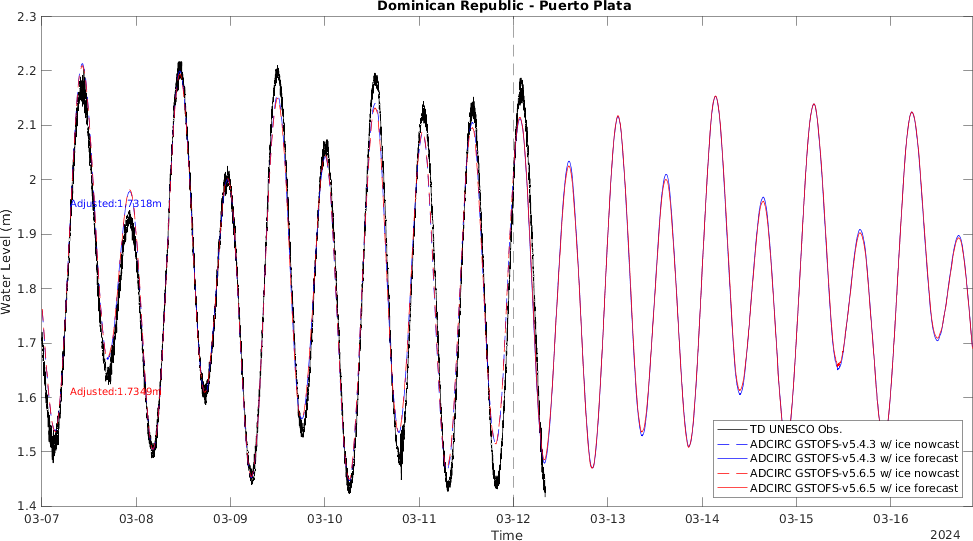 Dominican Republic - Puerto Plata
2.3
2.2
2.1
2
1.9
1.8
1.7
1.6
1.5
1.4
Water Level (m)
Adjusted:1.7318m
Adjusted:1.7349m
TD UNESCO Obs.
ADCIRC GSTOFS-v5.4.3 w/ ice nowcast
ADCIRC GSTOFS-v5.4.3 w/ ice forecast
ADCIRC GSTOFS-v5.6.5 w/ ice nowcast
ADCIRC GSTOFS-v5.6.5 w/ ice forecast
03-07 03-08 03-09 03-10 03-11 03-12 03-13 03-14 03-15 03-16
Time
2024